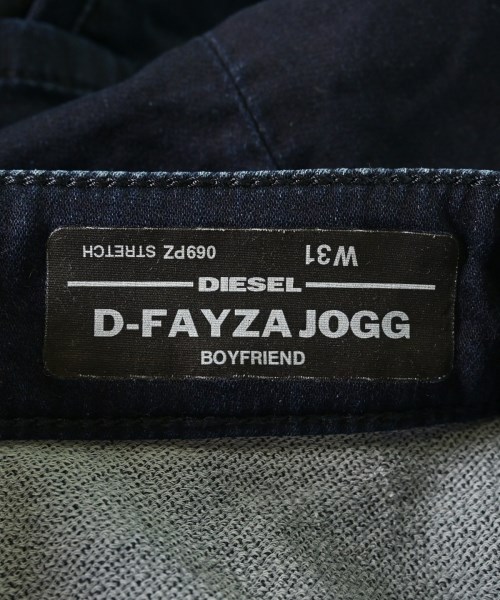 069PZ STRETCH W31
DIESEL
D-FAYZA JOGG
BOYFRIEND